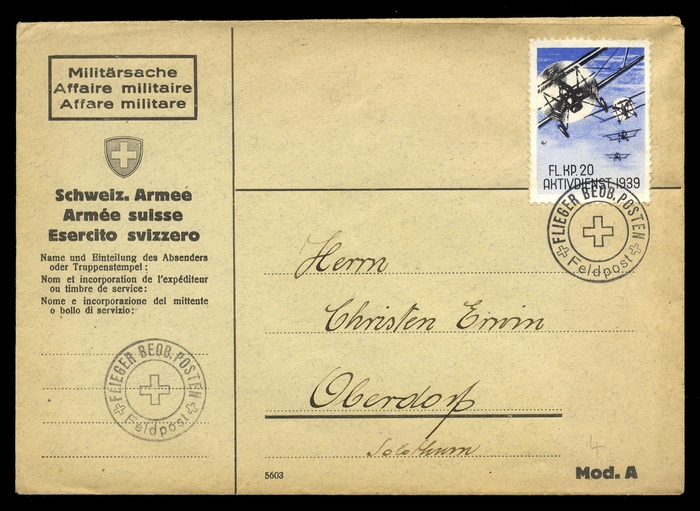 Militärsache
Affaire militaire
Affare militare
Schweiz. Armee
Armée suisse
Esercito svizzero
Name und Einteilung des Absenders
oder Truppenstempel:
Nom et incorporation de l'expéditeur
ou timbre de service:
Nome e incorporazione del mittente
o bollo di servizio:
FLIEGER BEOB. POSTEN
Feldpost
FL.KP. 20
AKTIVDIENST 1939
FLIEGER BEOB. POSTEN
Feldpost
Herrn
Christen Erwin
Oberdorf
Solothurn
4
5603
Mod. A